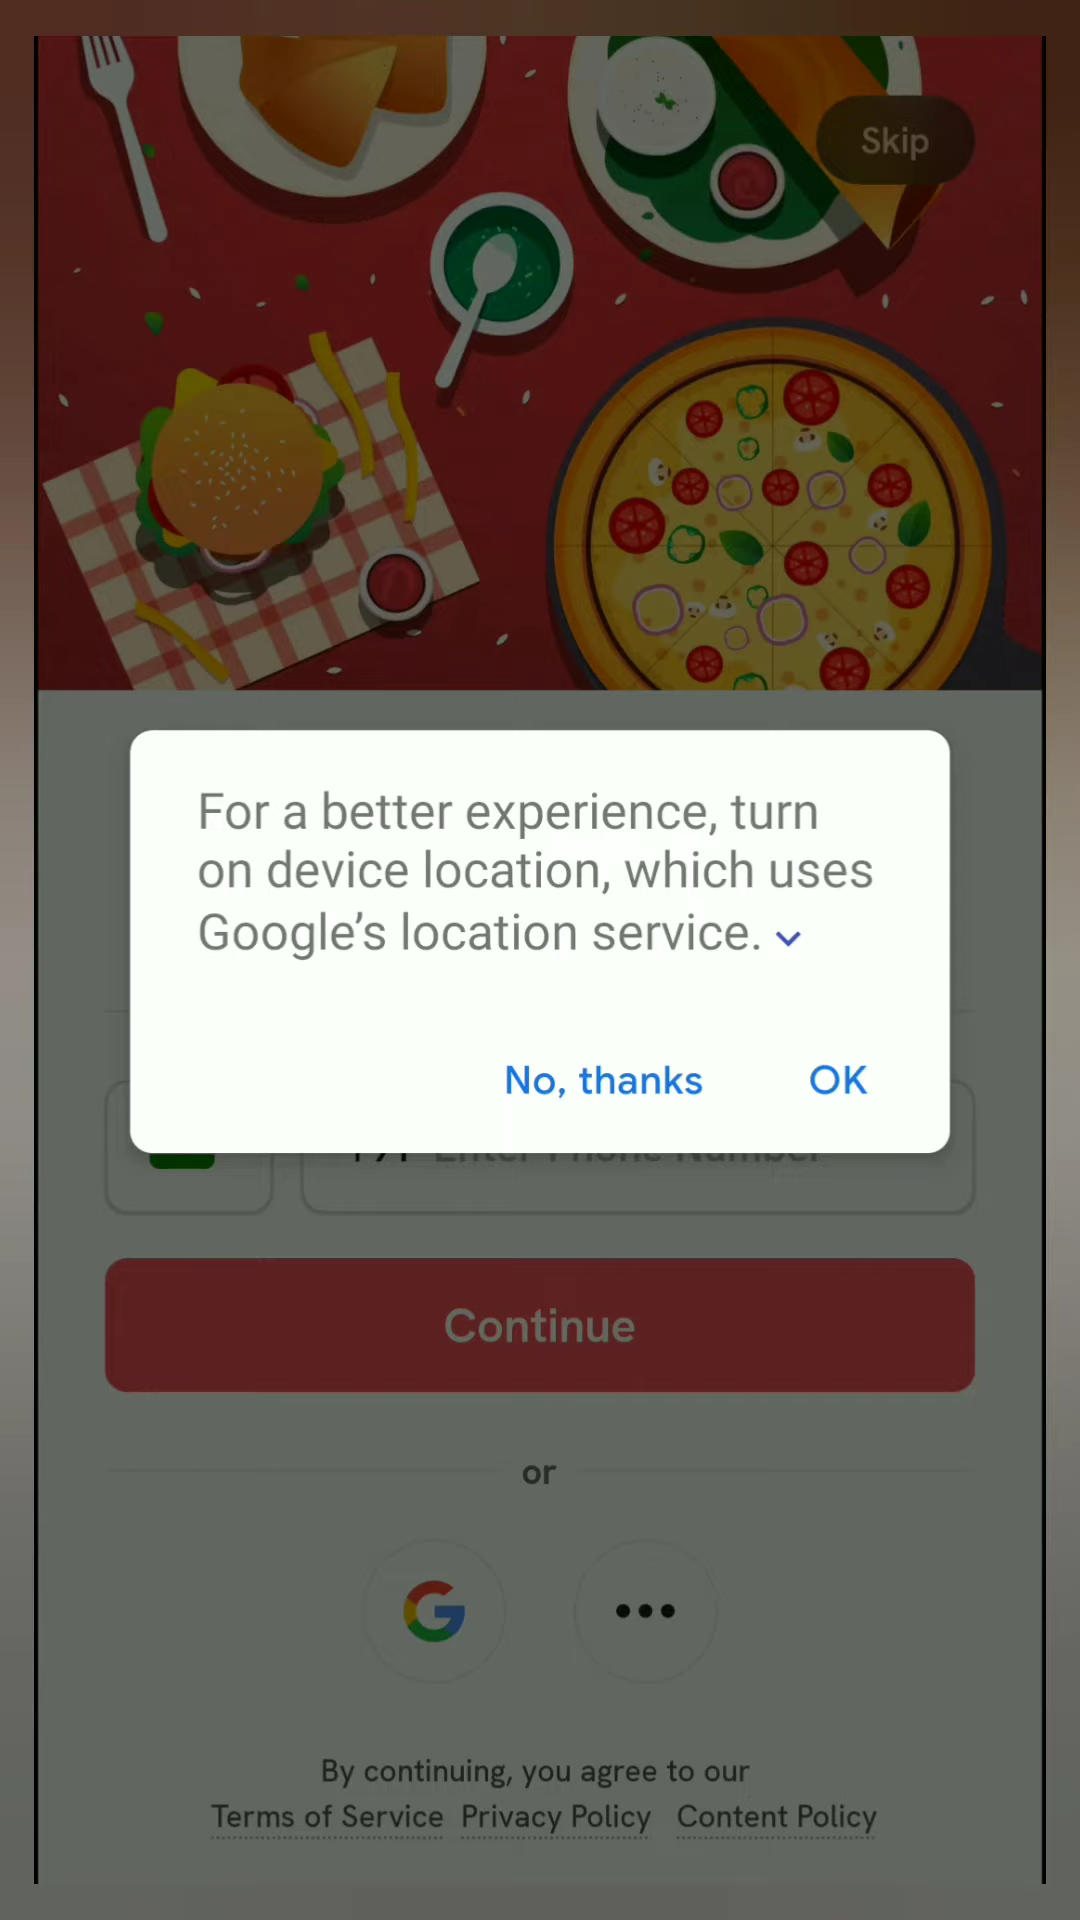 Skip
For a better experience, turn
on device location, which uses
Google’s location service.
No, thanks
OK
Continue
or
By continuing, you agree to our
Terms of Service Privacy Policy Content Policy